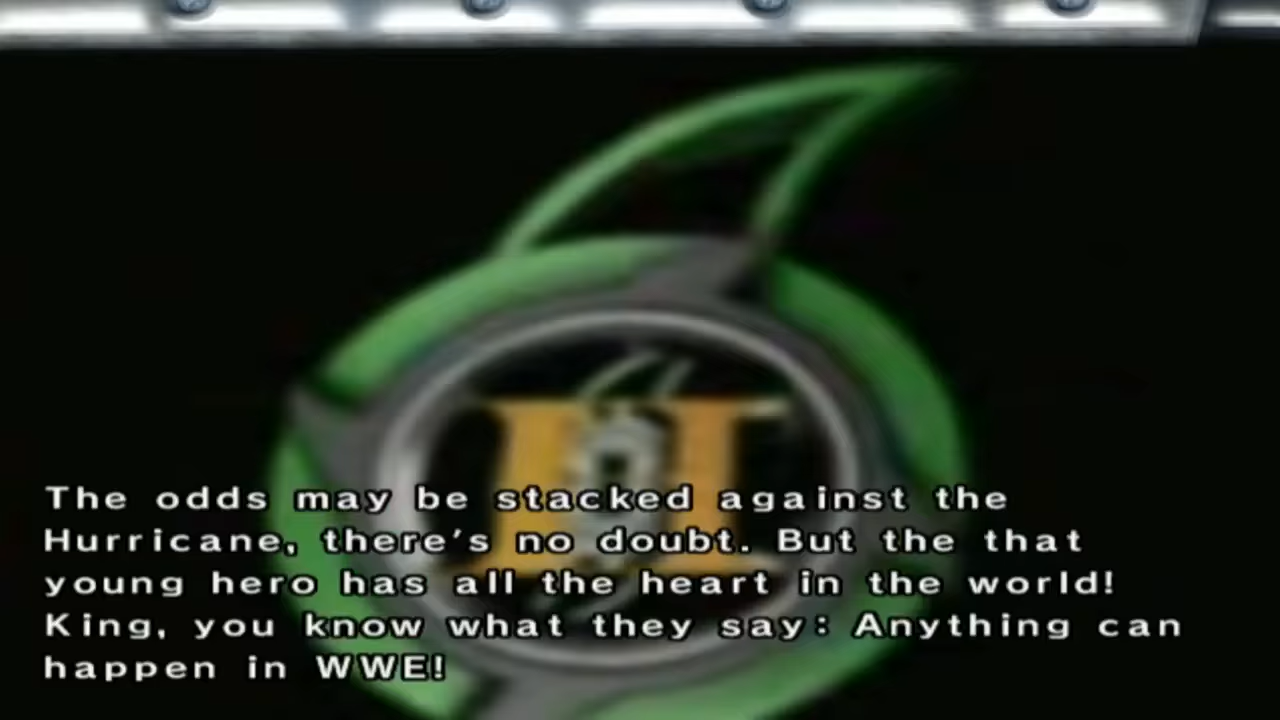 The odds may be stacked against the
Hurricane, there's no doubt. But the that
young hero has all the heart in the world!
King, you know what they say: Anything can
happen in WWE!
H